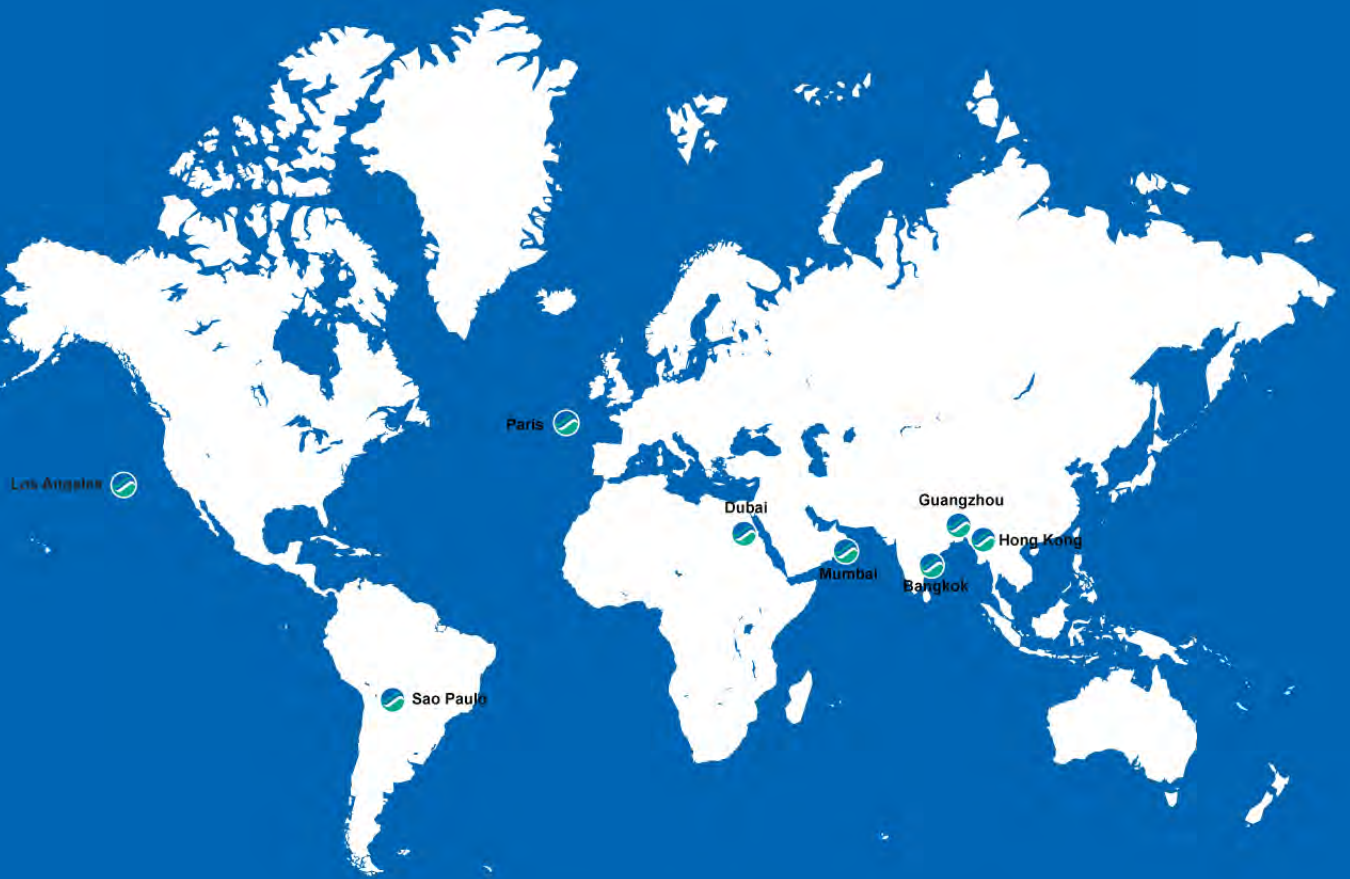 Paris
Los Angeles
Dubai
Guangzhou
Hong Kong
Mumbai
Bangkok
Sao Paulo